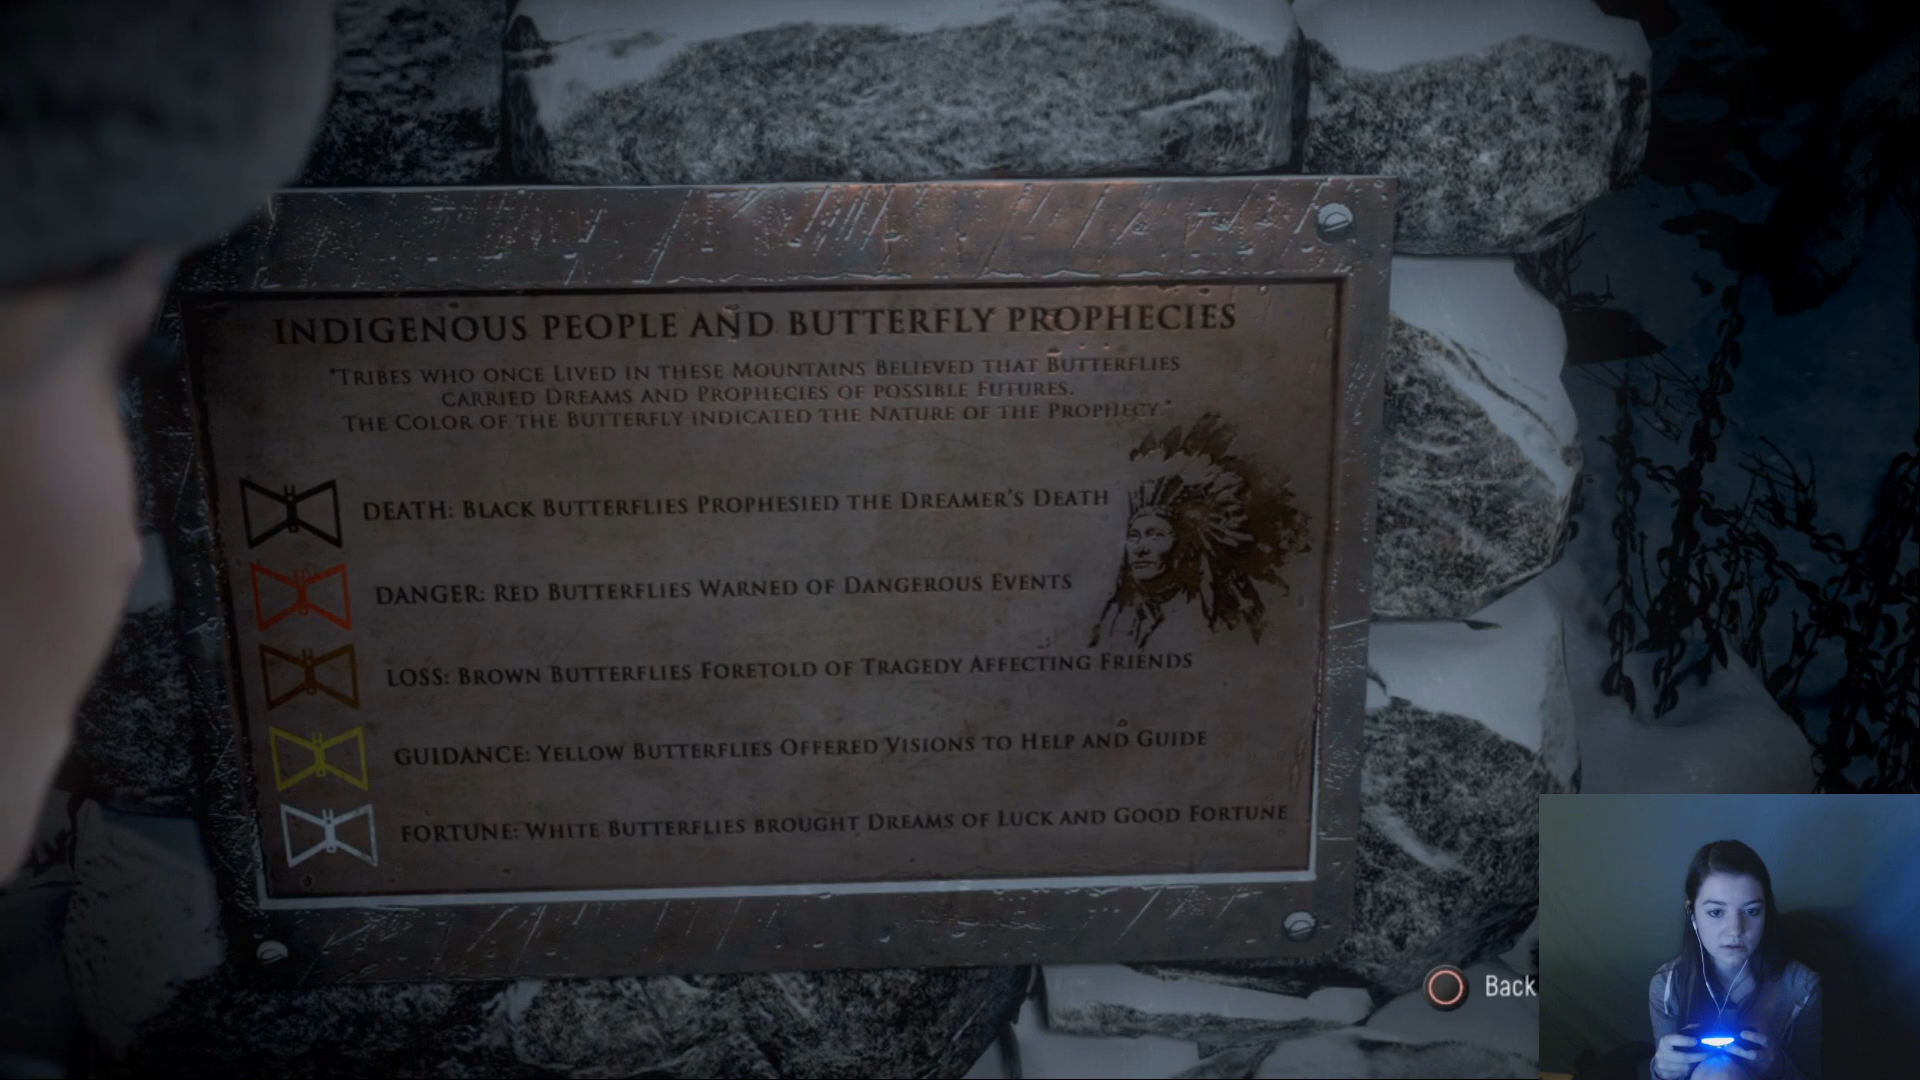 INDIGENOUS PEOPLE AND BUTTERFLY PROPHECIES
"TRIBES WHO ONCE LIVED IN THESE MOUNTAINS BELIEVED THAT BUTTERFLIES
CARRIED DREAMS AND PROPHECIES OF POSSIBLE FUTURES.
THE COLOR OF THE BUTTERFLY INDICATED THE NATURE OF THE PROPHECY."
DEATH: BLACK BUTTERFLIES PROPHESIED THE DREAMER'S DEATH
DANGER: RED BUTTERFLIES WARNED OF DANGEROUS EVENTS
LOSS: BROWN BUTTERFLIES FORETOLD OF TRAGEDY AFFECTING FRIENDS
GUIDANCE: YELLOW BUTTERFLIES OFFERED VISIONS TO HELP AND GUIDE
FORTUNE: WHITE BUTTERFLIES BROUGHT DREAMS OF LUCK AND GOOD FORTUNE
Back